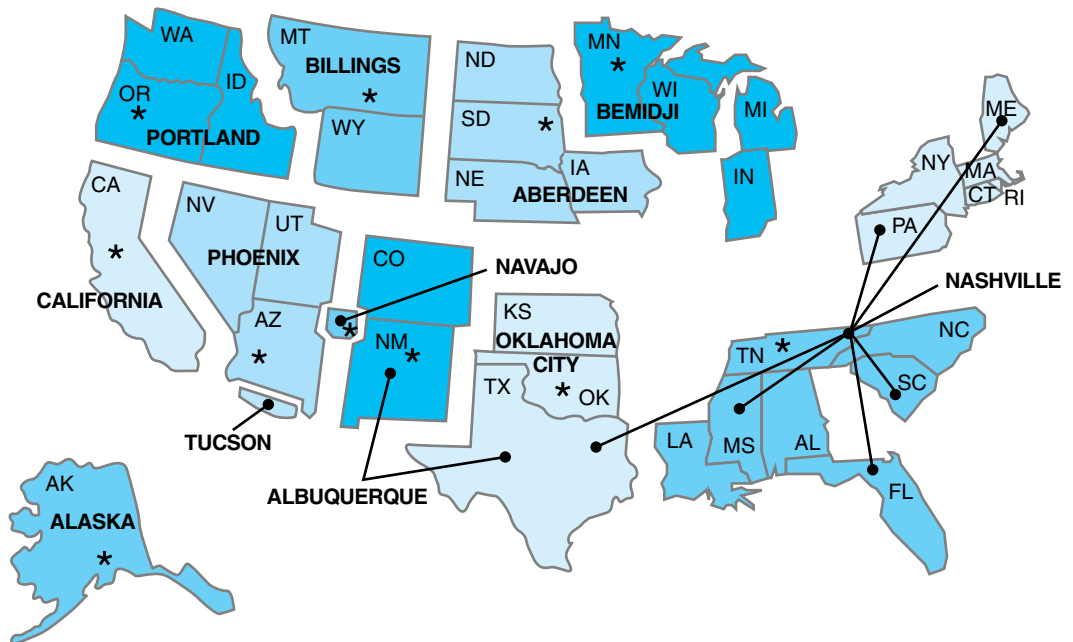 WA
MT
BILLINGS
ND
MN
ID
OR
PORTLAND
WY
SD
WI
BEMIDJI
MI
ME
CA
NV
UT
PHOENIX
NE
IA
ABERDEEN
IN
NY
MA
CT
RI
PA
CALIFORNIA
CO
NAVAJO
NASHVILLE
AZ
NM
KS
OKLAHOMA
CITY
TX
OK
TN
NC
SC
TUCSON
LA
MS
AL
FL
ALBUQUERQUE
AK
ALASKA
*
*
*
*
*
*
*
*
*
*
*